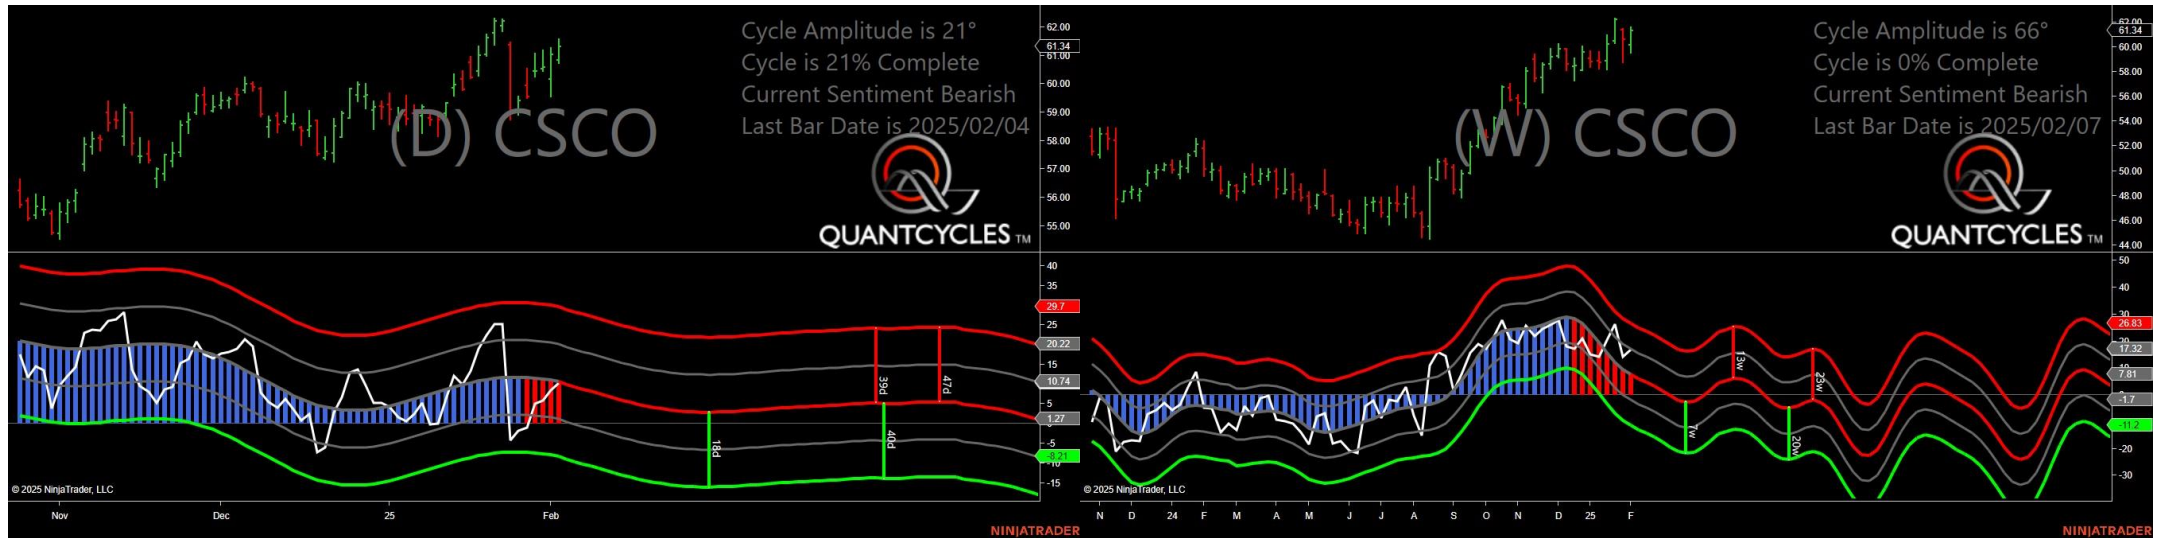 Cycle Amplitude is 21°
Cycle is 21% Complete
Current Sentiment Bearish
Last Bar Date is 2025/02/04
(D) CSCO
QUANTCYCLES TM
62.00
61.34
61.00
60.00
59.00
58.00
57.00
56.00
55.00
40
35
29.7
25
20.22
15
10.74
5
1.27
-5
-8.21
-10
-15
18d
39d
40d
47d
© 2025 NinjaTrader, LLC
Nov
Dec
25
Feb
NINJATRADER
Cycle Amplitude is 66°
Cycle is 0% Complete
Current Sentiment Bearish
Last Bar Date is 2025/02/07
(W) CSCO
QUANTCYCLES TM
62.00
61.34
60.00
58.00
56.00
54.00
52.00
50.00
48.00
46.00
44.00
50
40
30
26.83
17.32
7.81
-1.7
-11.2
-20
-30
7w
13w
20w
23w
© 2025 NinjaTrader, LLC
N D 24 F M A M J J A S O N D 25 F
NINJATRADER